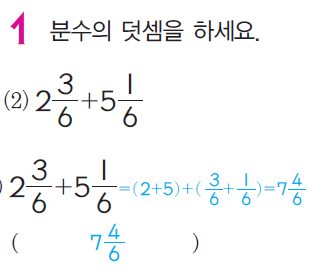 1 분수의 덧셈을 하세요.
(2) 2 3/6 + 5 1/6
) 2 3/6 + 5 1/6 = (2+5) + (3/6 + 1/6) = 7 4/6
( 7 4/6 )